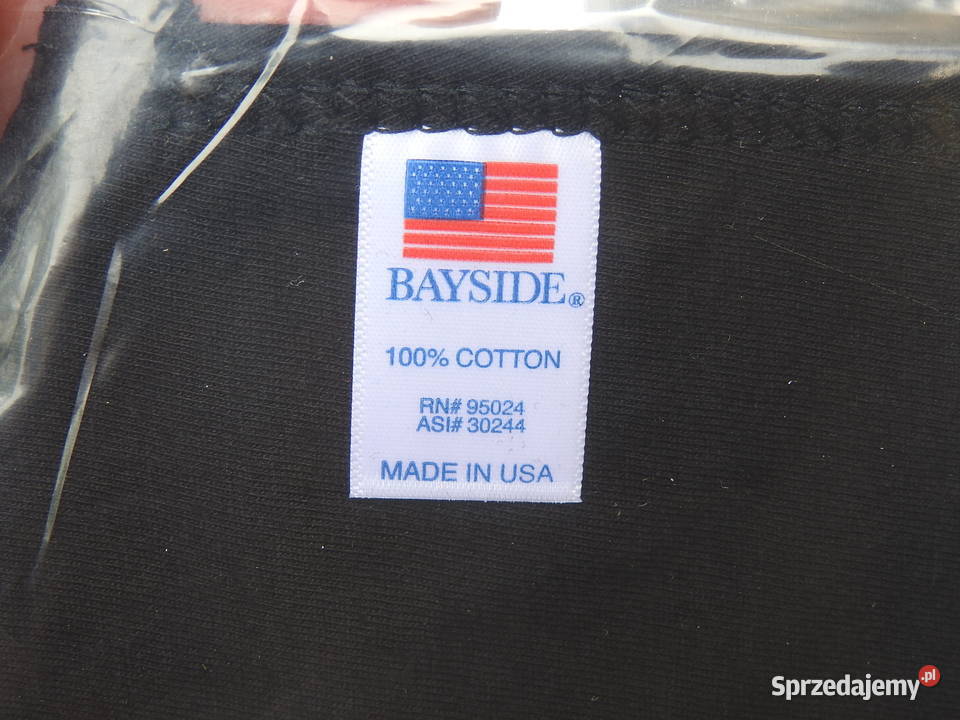 BAYSIDE®
100% COTTON
RN# 95024
ASI# 30244
MADE IN USA
Sprzedajemy.pl